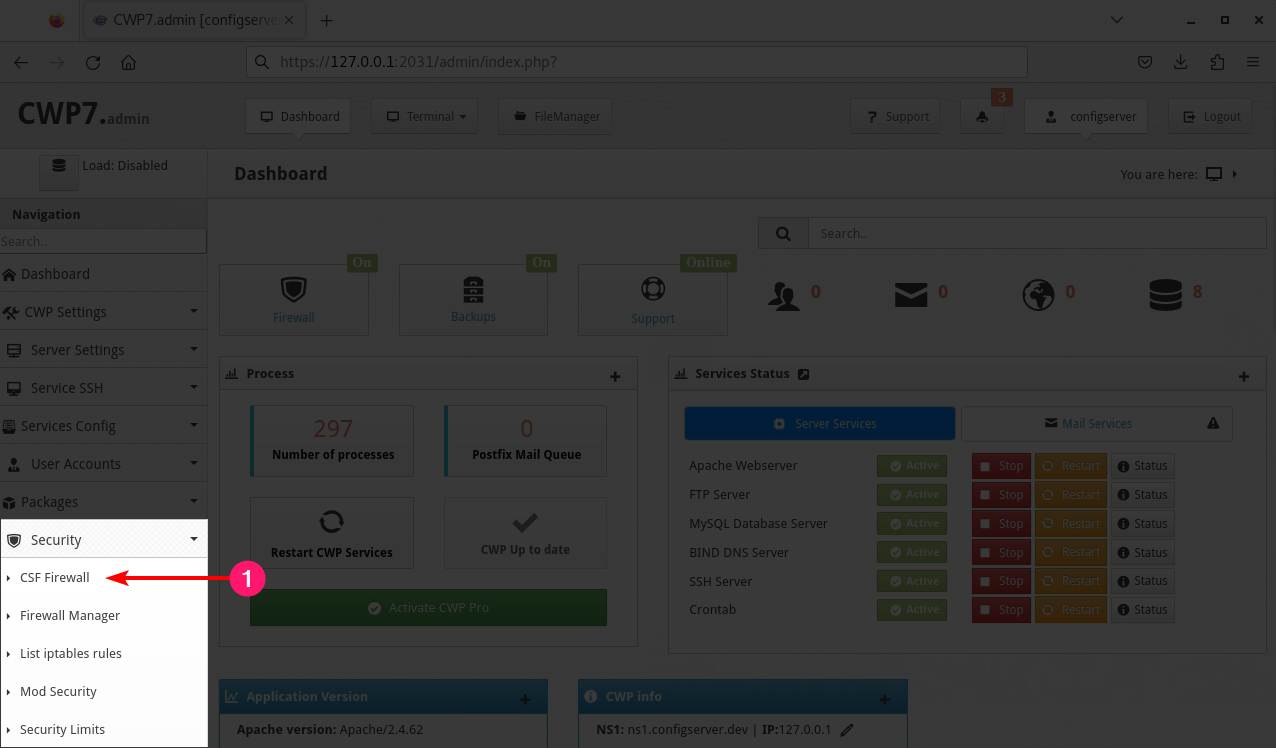 CWP7.admin [configserve
https://127.0.0.1:2031/admin/index.php?
CWP7.admin
Dashboard
Terminal
FileManager
Support
3
configserver
Logout
Load: Disabled
Dashboard
You are here:
Navigation
Search..
Search..
Dashboard
CWP Settings
Server Settings
Service SSH
Services Config
User Accounts
Packages
Security
CSF Firewall
1
Firewall Manager
List iptables rules
Mod Security
Security Limits
On
Firewall
On
Backups
Online
Support
0
0
0
8
Process
297
Number of processes
0
Postfix Mail Queue
Restart CWP Services
CWP Up to date
Activate CWP Pro
Services Status
Server Services
Mail Services
Apache Webserver Active Stop Restart Status
FTP Server Active Stop Restart Status
MySQL Database Server Active Stop Restart Status
BIND DNS Server Active Stop Restart Status
SSH Server Active Stop Restart Status
Crontab Active Stop Restart Status
Application Version
Apache version: Apache/2.4.62
CWP info
NS1: ns1.configserver.dev | IP:127.0.0.1